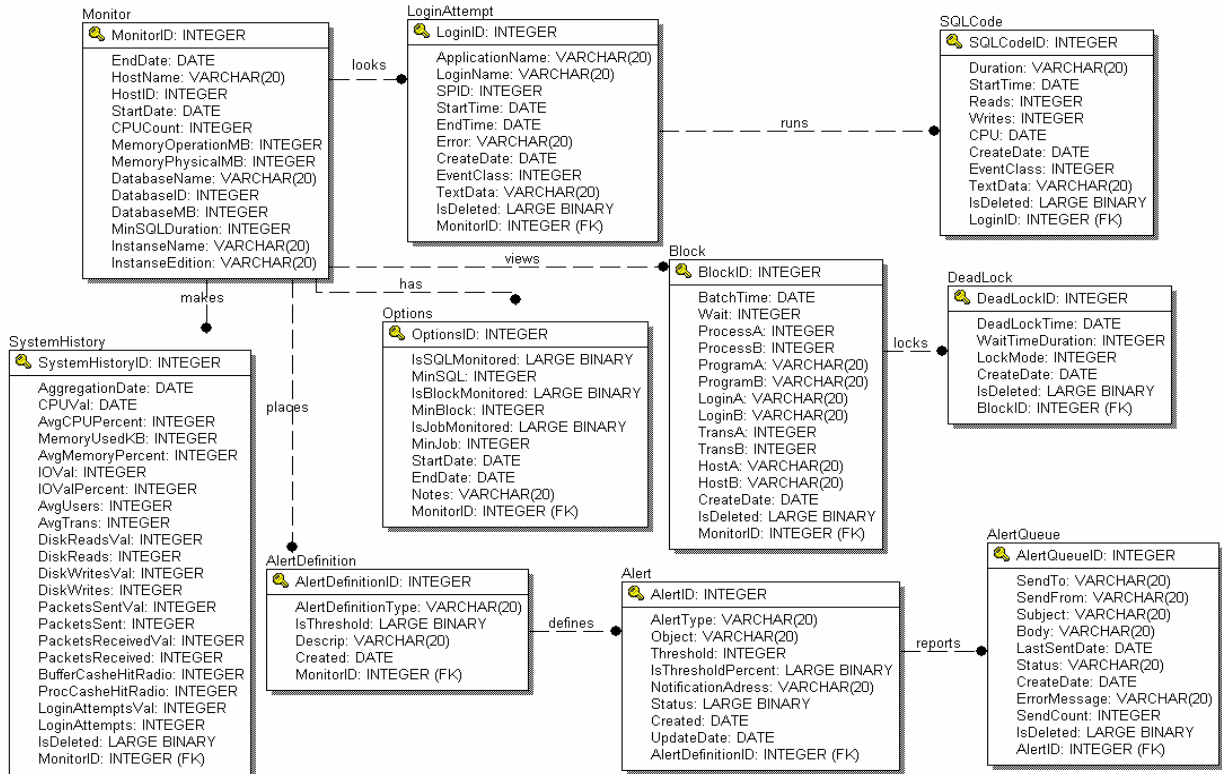 Monitor
MonitorID: INTEGER
EndDate: DATE
HostName: VARCHAR(20)
HostID: INTEGER
StartDate: DATE
CPUCount: INTEGER
MemoryOperationMB: INTEGER
MemoryPhysicalMB: INTEGER
DatabaseName: VARCHAR(20)
DatabaseID: INTEGER
DatabaseMB: INTEGER
MinSQLDuration: INTEGER
InstanseName: VARCHAR(20)
InstanseEdition: VARCHAR(20)
looks
LoginAttempt
LoginID: INTEGER
ApplicationName: VARCHAR(20)
LoginName: VARCHAR(20)
SPID: INTEGER
StartTime: DATE
EndTime: DATE
Error: VARCHAR(20)
CreateDate: DATE
EventClass: INTEGER
TextData: VARCHAR(20)
IsDeleted: LARGE BINARY
MonitorID: INTEGER (FK)
runs
SQLCode
SQLCodeID: INTEGER
Duration: VARCHAR(20)
StartTime: DATE
Reads: INTEGER
Writes: INTEGER
CPU: DATE
CreateDate: DATE
EventClass: INTEGER
TextData: VARCHAR(20)
IsDeleted: LARGE BINARY
LoginID: INTEGER (FK)
makes
has
views
places
SystemHistory
SystemHistoryID: INTEGER
AggregationDate: DATE
CPUVal: DATE
AvgCPUPercent: INTEGER
MemoryUsedKB: INTEGER
AvgMemoryPercent: INTEGER
IOVal: INTEGER
IOValPercent: INTEGER
AvgUsers: INTEGER
AvgTrans: INTEGER
DiskReadsVal: INTEGER
DiskReads: INTEGER
DiskWritesVal: INTEGER
DiskWrites: INTEGER
PacketsSentVal: INTEGER
PacketsSent: INTEGER
PacketsReceivedVal: INTEGER
PacketsReceived: INTEGER
BufferCasheHitRadio: INTEGER
ProcCasheHitRadio: INTEGER
LoginAttemptsVal: INTEGER
LoginAttempts: INTEGER
IsDeleted: LARGE BINARY
MonitorID: INTEGER (FK)
Options
OptionsID: INTEGER
IsSQLMonitored: LARGE BINARY
MinSQL: INTEGER
IsBlockMonitored: LARGE BINARY
MinBlock: INTEGER
IsJobMonitored: LARGE BINARY
MinJob: INTEGER
StartDate: DATE
EndDate: DATE
Notes: VARCHAR(20)
MonitorID: INTEGER (FK)
Block
BlockID: INTEGER
BatchTime: DATE
Wait: INTEGER
ProcessA: INTEGER
ProcessB: INTEGER
ProgramA: VARCHAR(20)
ProgramB: VARCHAR(20)
LoginA: VARCHAR(20)
LoginB: VARCHAR(20)
TransA: INTEGER
TransB: INTEGER
HostA: VARCHAR(20)
HostB: VARCHAR(20)
CreateDate: DATE
IsDeleted: LARGE BINARY
MonitorID: INTEGER (FK)
locks
DeadLock
DeadLockID: INTEGER
DeadLockTime: DATE
WaitTimeDuration: INTEGER
LockMode: INTEGER
CreateDate: DATE
IsDeleted: LARGE BINARY
BlockID: INTEGER (FK)
AlertDefinition
AlertDefinitionID: INTEGER
AlertDefinitionType: VARCHAR(20)
IsThreshold: LARGE BINARY
Descrip: VARCHAR(20)
Created: DATE
MonitorID: INTEGER (FK)
defines
Alert
AlertID: INTEGER
AlertType: VARCHAR(20)
Object: VARCHAR(20)
Threshold: INTEGER
IsThresholdPercent: LARGE BINARY
NotificationAdress: VARCHAR(20)
Status: LARGE BINARY
Created: DATE
UpdateDate: DATE
AlertDefinitionID: INTEGER (FK)
reports
AlertQueue
AlertQueueID: INTEGER
SendTo: VARCHAR(20)
SendFrom: VARCHAR(20)
Subject: VARCHAR(20)
Body: VARCHAR(20)
LastSentDate: DATE
Status: VARCHAR(20)
CreateDate: DATE
ErrorMessage: VARCHAR(20)
SendCount: INTEGER
IsDeleted: LARGE BINARY
AlertID: INTEGER (FK)